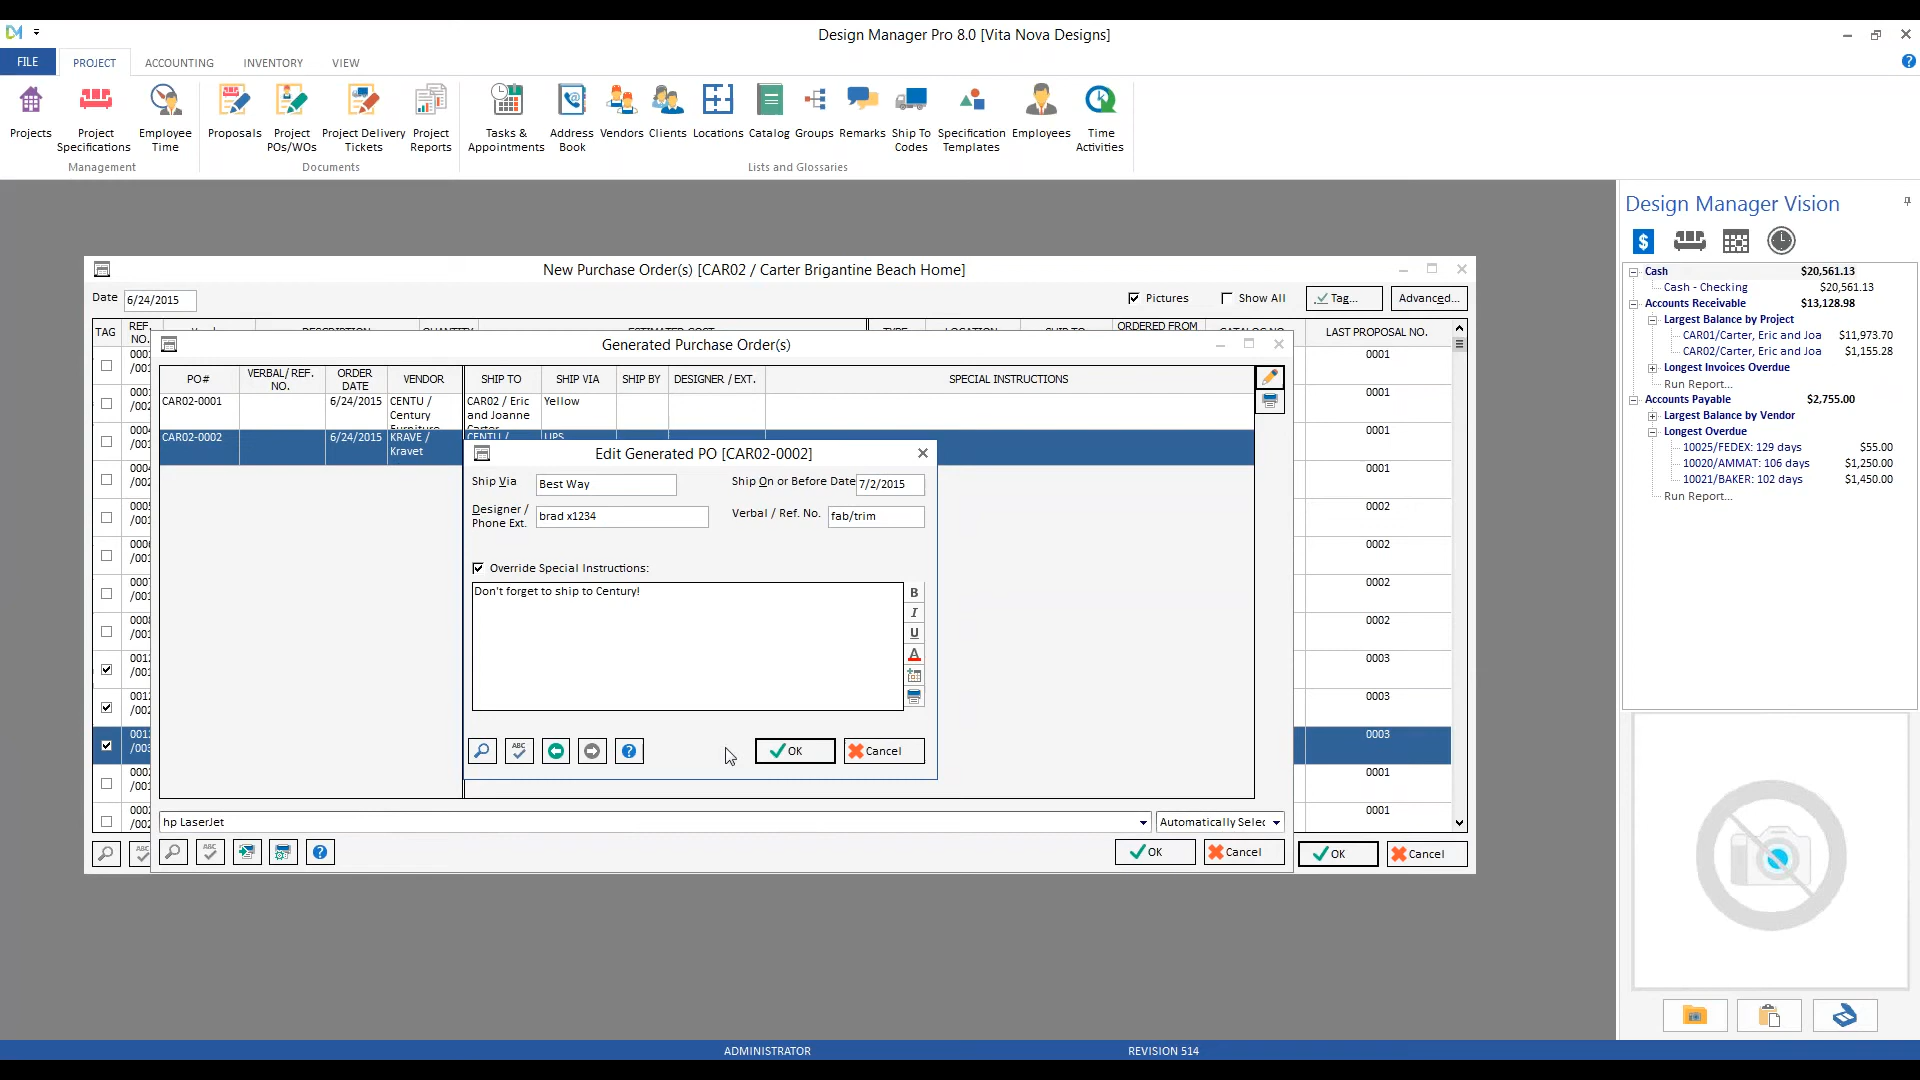 Design Manager Pro 8.0 [Vita Nova Designs]
FILE
PROJECT
ACCOUNTING
INVENTORY
VIEW
Projects
Project Specifications
Employee Time
Proposals
Project POs/WOs
Project Delivery Tickets
Project Reports
Tasks & Appointments
Address Book
Vendors
Clients
Locations
Catalog
Groups
Remarks
Ship To Codes
Specification Templates
Employees
Time Activities
Management
Documents
Lists and Glossaries
New Purchase Order(s) [CAR02 / Carter Brigantine Beach Home]
Date 6/24/2015
Pictures
Show All
Tag...
Advanced...
TAG
REF. NO.
ORDERED FROM
LAST PROPOSAL NO.
0001
0001
0001
0001
0002
0002
0002
0002
0003
0003
0003
0001
0001
OK
Cancel
Generated Purchase Order(s)
PO#
VERBAL/ REF. NO.
ORDER DATE
VENDOR
SHIP TO
SHIP VIA
SHIP BY
DESIGNER / EXT.
SPECIAL INSTRUCTIONS
CAR02-0001
6/24/2015
CENTU / Century
CAR02 / Eric and Joanne
Yellow
CAR02-0002
6/24/2015
KRAVE / Kravet
CENTU /
UPS
Edit Generated PO [CAR02-0002]
Ship Via Best Way
Ship On or Before Date 7/2/2015
Designer / Phone Ext. brad x1234
Verbal / Ref. No. fab/trim
Override Special Instructions:
Don't forget to ship to Century!
B
I
U
A
ABC
OK
Cancel
hp LaserJet
Automatically Selec
ABC
OK
Cancel
Design Manager Vision
Cash $20,561.13
Cash - Checking $20,561.13
Accounts Receivable $13,128.98
Largest Balance by Project
CAR01/Carter, Eric and Joa $11,973.70
CAR02/Carter, Eric and Joa $1,155.28
Longest Invoices Overdue
Run Report...
Accounts Payable $2,755.00
Largest Balance by Vendor
Longest Overdue
10025/FEDEX: 129 days $55.00
10020/AMMAT: 106 days $1,250.00
10021/BAKER: 102 days $1,450.00
Run Report...
ADMINISTRATOR
REVISION 514